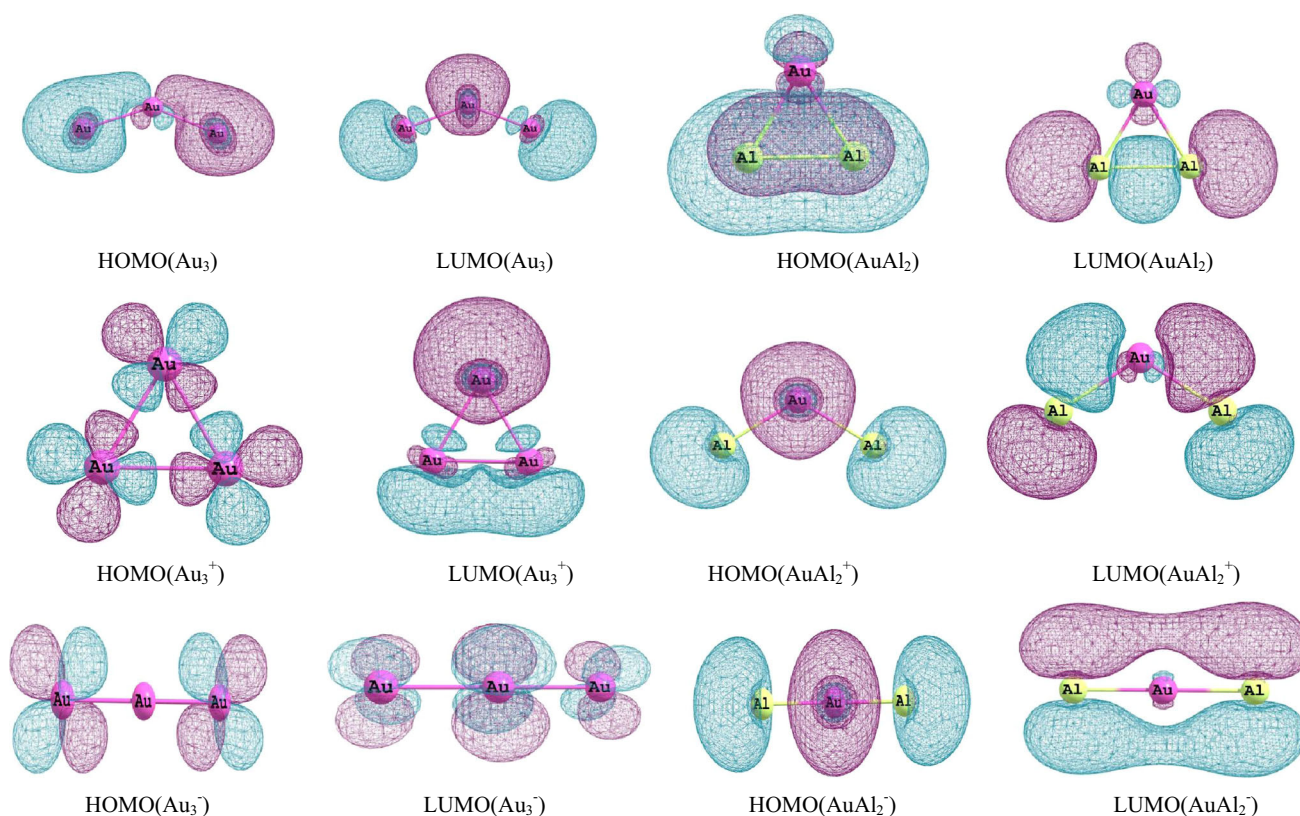 Au Au Au
Au Au Au
Au
Al Al
Au
Al Al
HOMO(Au₃) LUMO(Au₃) HOMO(AuAl₂) LUMO(AuAl₂)
Au
Au Au
Au
Au Au
Au
Al Al
Au
Al Al
HOMO(Au₃⁺) LUMO(Au₃⁺) HOMO(AuAl₂⁺) LUMO(AuAl₂⁺)
Au Au Au
Au Au Au
Al Au Al
Al Au Al
HOMO(Au₃⁻) LUMO(Au₃⁻) HOMO(AuAl₂⁻) LUMO(AuAl₂⁻)